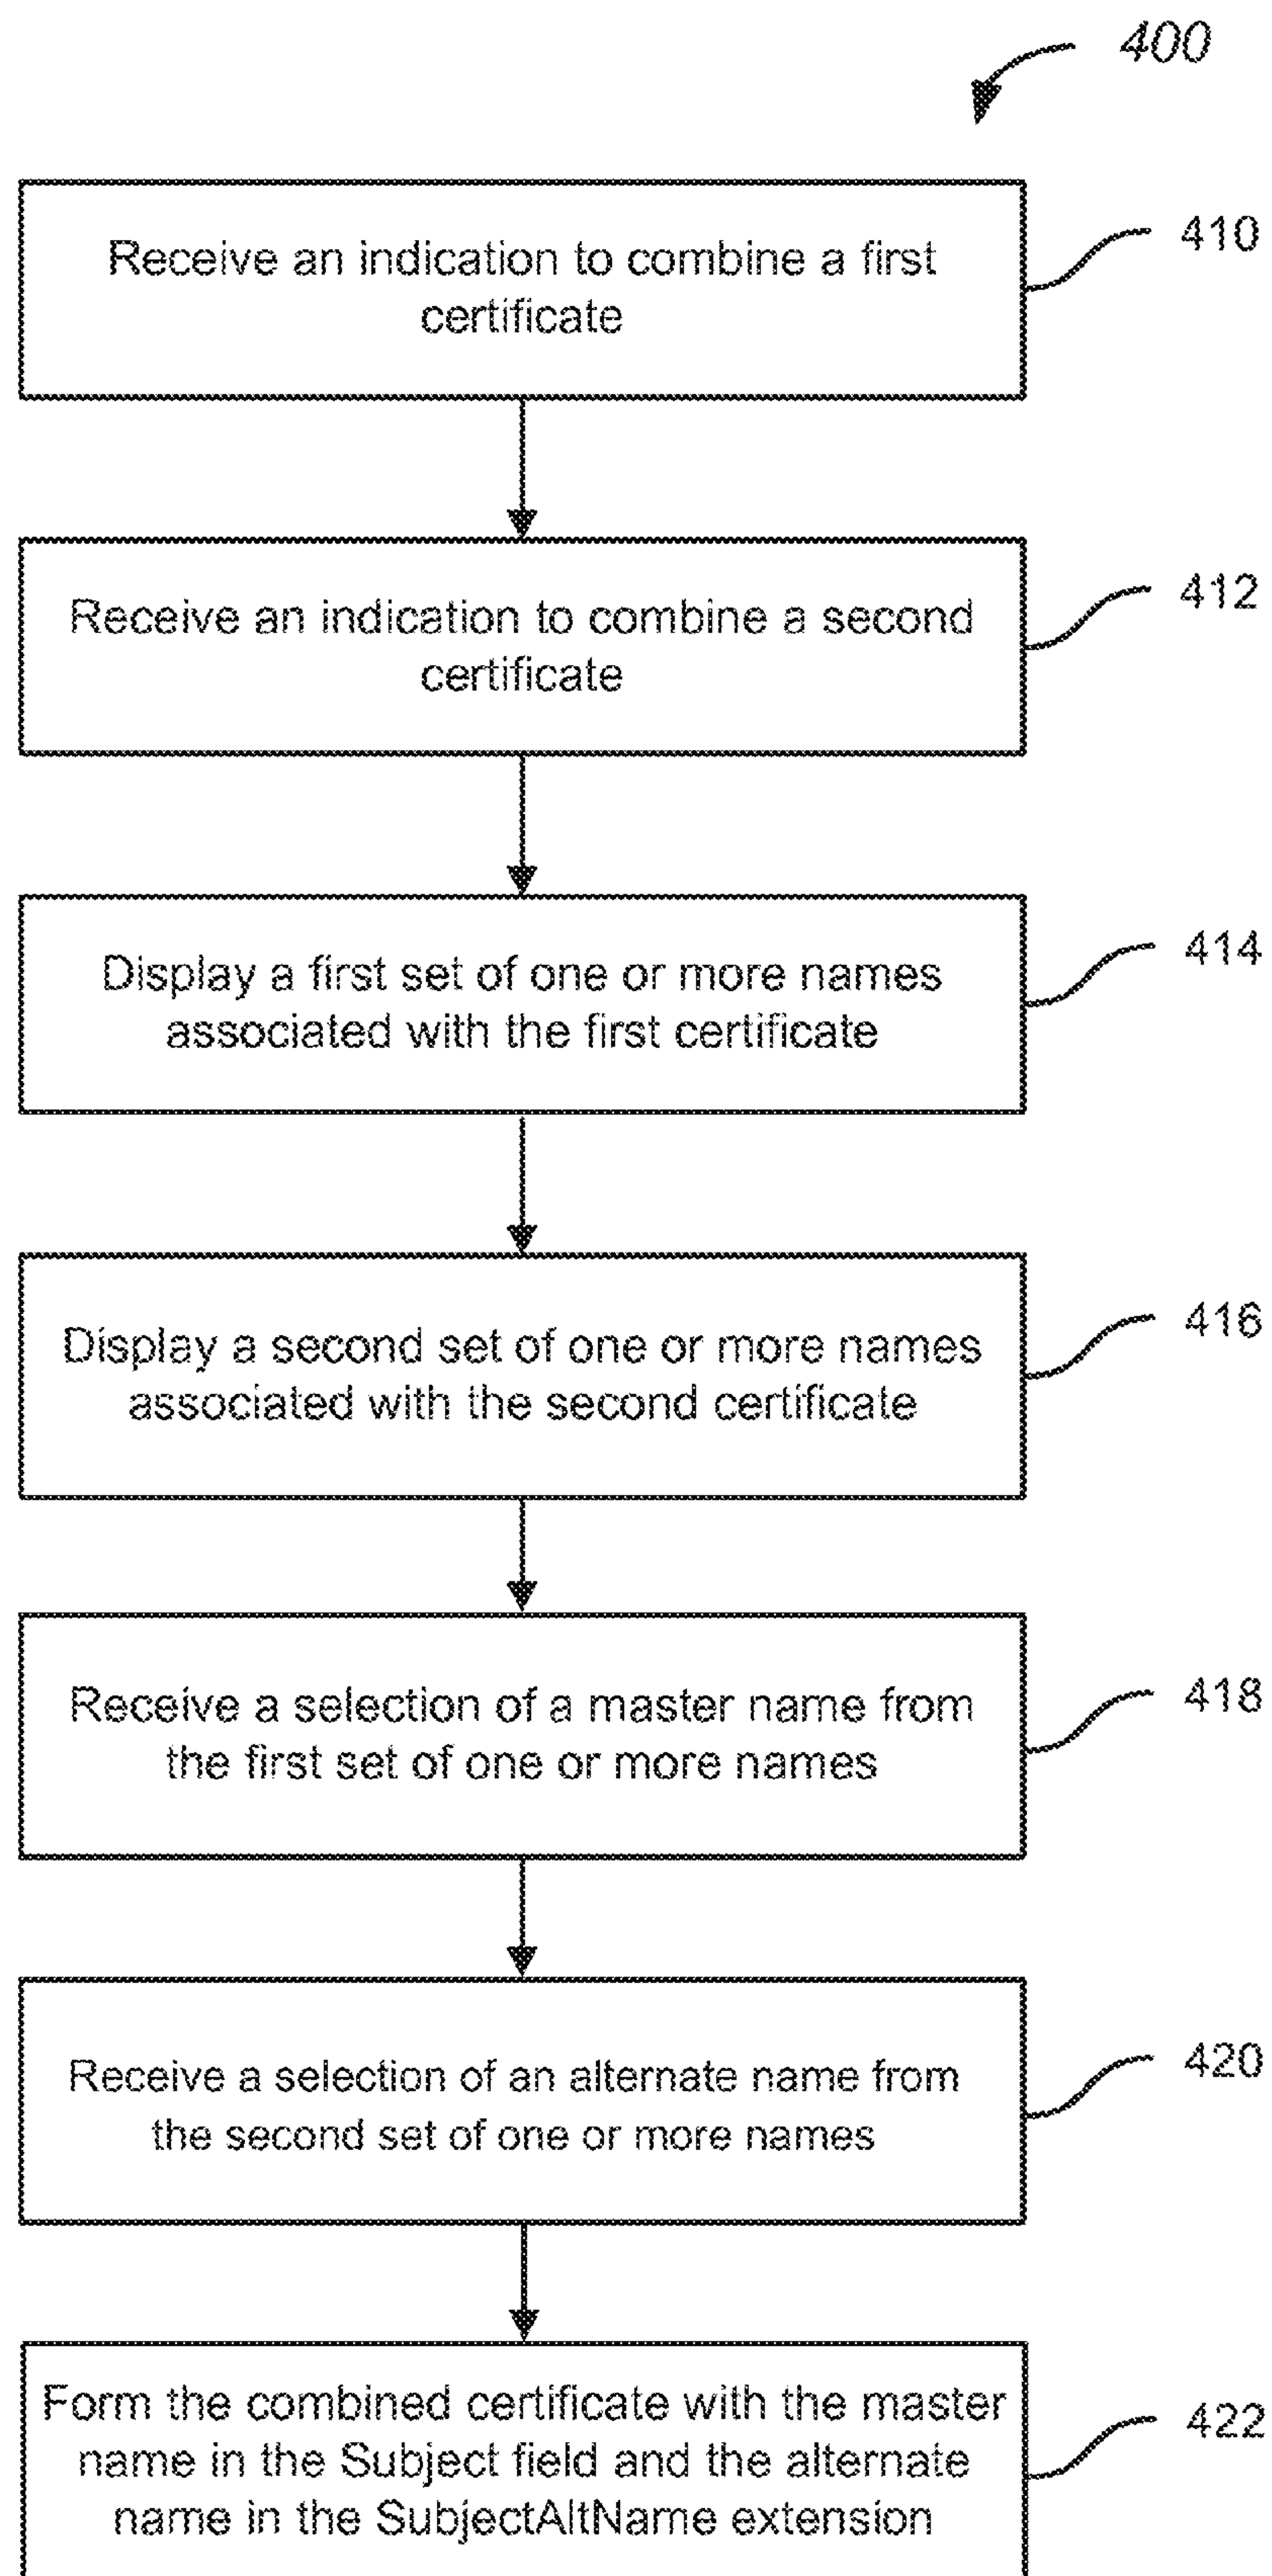 400
Receive an indication to combine a first
certificate
410
Receive an indication to combine a second
certificate
412
Display a first set of one or more names
associated with the first certificate
414
Display a second set of one or more names
associated with the second certificate
416
Receive a selection of a master name from
the first set of one or more names
418
Receive a selection of an alternate name from
the second set of one or more names
420
Form the combined certificate with the master
name in the Subject field and the alternate
name in the SubjectAltName extension
422